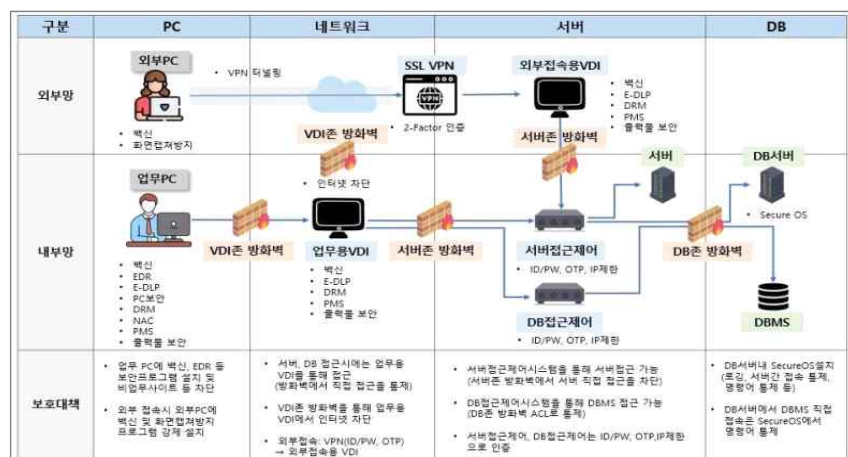 구분
PC
네트워크
서버
DB
외부망
외부PC
• VPN 터널링
• 백신
• 화면캡쳐방지
SSL VPN
VPN
• 2-Factor 인증
VDI존 방화벽
• 인터넷 차단
외부접속용VDI
• 백신
• E-DLP
• DRM
• PMS
• 출력물 보안
서버존 방화벽
내부망
업무PC
• 백신
• EDR
• E-DLP
• PC보안
• DRM
• NAC
• PMS
• 출력물 보안
VDI존 방화벽
업무용VDI
• 백신
• E-DLP
• DRM
• PMS
• 출력물 보안
서버존 방화벽
서버
서버접근제어
• ID/PW, OTP, IP제한
DB접근제어
• ID/PW, OTP, IP제한
DB서버
• Secure OS
DB존 방화벽
DBMS
보호대책
• 업무 PC에 백신, EDR 등
보안프로그램 설치 및
비업무사이트 등 차단
• 외부 접속시 외부PC에
백신 및 화면캡쳐방지
프로그램 강제 설치
• 서버, DB 접근시에는 업무용
VDI를 통해 접근
(방화벽에서 직접 접근을 통제)
• VDI존 방화벽을 통해 업무용
VDI에서 인터넷 차단
• 외부접속: VPN(ID/PW, OTP)
→ 외부접속용 VDI
• 서버접근제어시스템을 통해 서버접근 가능
(서버존 방화벽에서 서버 직접 접근을 차단)
• DB접근제어시스템을 통해 DBMS 접근 가능
(DB존 방화벽 ACL로 통제)
• 서버접근제어, DB접근제어는 ID/PW, OTP,IP제한
으로 인증
• DB서버내 SecureOS설치
(로깅, 서버간 접속 통제,
명령어 통제 등)
• DB서버에서 DBMS 직접
접속은 SecureOS에서
명령어 통제